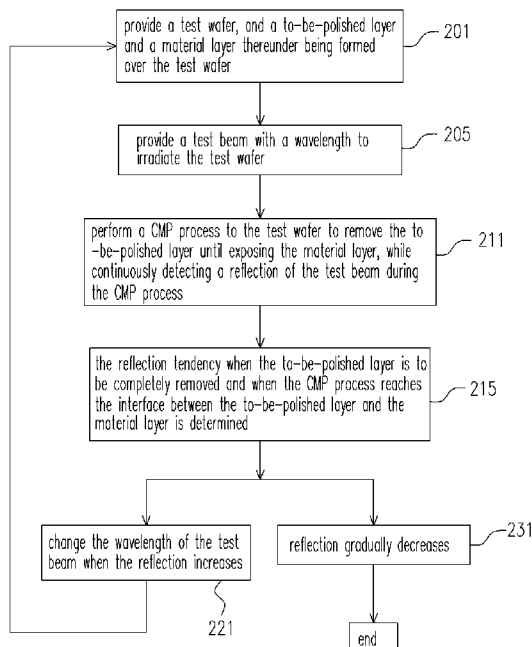 provide a test wafer, and a to-be-polished layer
and a material layer thereunder being formed
over the test wafer
201
provide a test beam with a wavelength to
irradiate the test wafer
205
perform a CMP process to the test wafer to remove the to
-be-polished layer until exposing the material layer, while
continuously detecting a reflection of the test beam during
the CMP process
211
the reflection tendency when the to-be-polished layer is to
be completely removed and when the CMP process reaches
the interface between the to-be-polished layer and the
material layer is determined
215
change the wavelength of the test
beam when the reflection increases
221
reflection gradually decreases
231
end